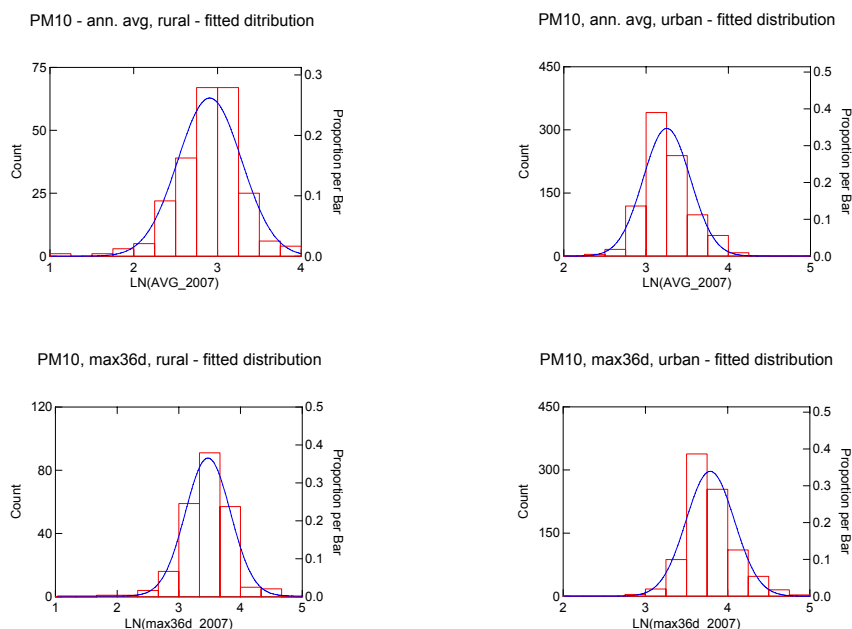 PM10 - ann. avg, rural - fitted ditribution
75
50
25
0
Count
0.3
0.2
0.1
0.0
Proportion per Bar
1 2 3 4
LN(AVG_2007)
PM10, ann. avg, urban - fitted distribution
450
300
150
0
Count
0.5
0.4
0.3
0.2
0.1
0.0
Proportion per Bar
2 3 4 5
LN(AVG_2007)
PM10, max36d, rural - fitted distribution
120
80
40
0
Count
0.5
0.4
0.3
0.2
0.1
0.0
Proportion per Bar
1 2 3 4 5
LN(max36d_2007)
PM10, max36d, urban - fitted distribution
450
300
150
0
Count
0.5
0.4
0.3
0.2
0.1
0.0
Proportion per Bar
2 3 4 5
LN(max36d_2007)